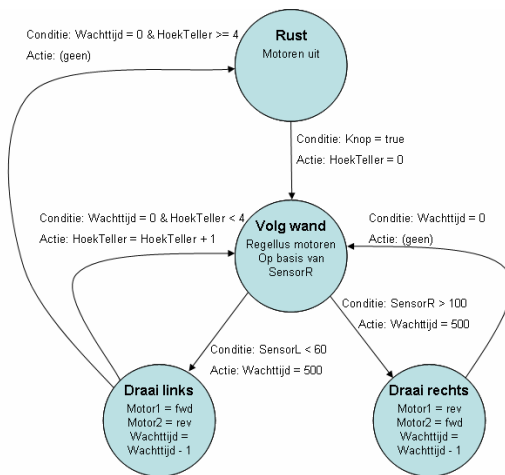 Conditie: Wachttijd = 0 & HoekTeller >= 4
Actie: (geen)
Rust
Motoren uit
Conditie: Knop = true
Actie: HoekTeller = 0
Conditie: Wachttijd = 0 & HoekTeller < 4
Actie: HoekTeller = HoekTeller + 1
Volg wand
Regellus motoren
Op basis van
SensorR
Conditie: Wachttijd = 0
Actie: (geen)
Conditie: SensorR > 100
Actie: Wachttijd = 500
Conditie: SensorL < 60
Actie: Wachttijd = 500
Draai links
Motor1 = fwd
Motor2 = rev
Wachttijd =
Wachttijd - 1
Draai rechts
Motor1 = rev
Motor2 = fwd
Wachttijd =
Wachttijd - 1